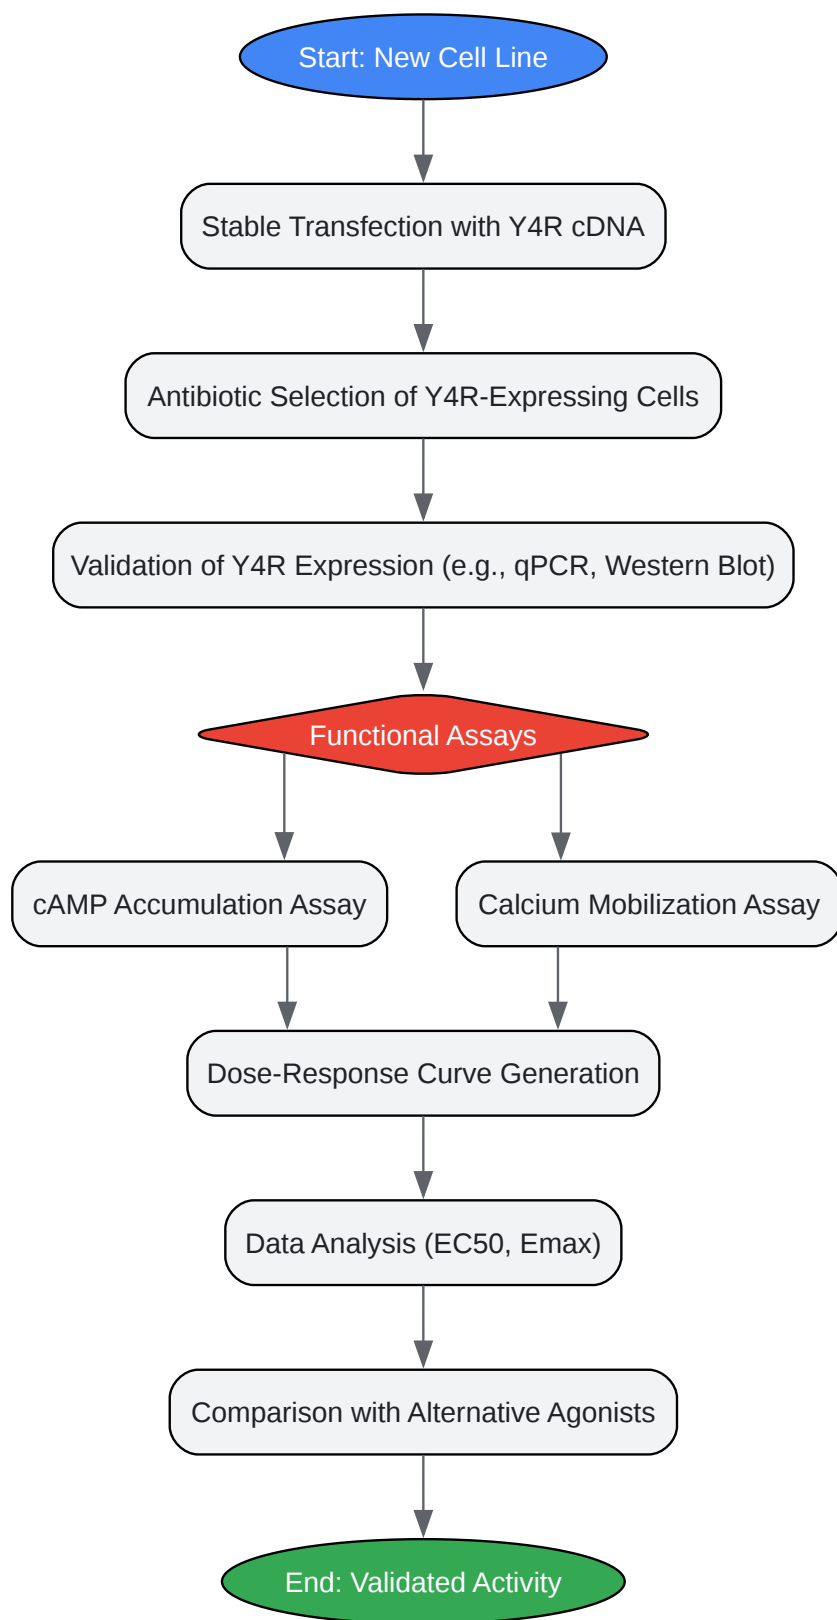 Start: New Cell Line
Stable Transfection with Y4R cDNA
Antibiotic Selection of Y4R-Expressing Cells
Validation of Y4R Expression (e.g., qPCR, Western Blot)
Functional Assays
cAMP Accumulation Assay
Calcium Mobilization Assay
Dose-Response Curve Generation
Data Analysis (EC50, Emax)
Comparison with Alternative Agonists
End: Validated Activity